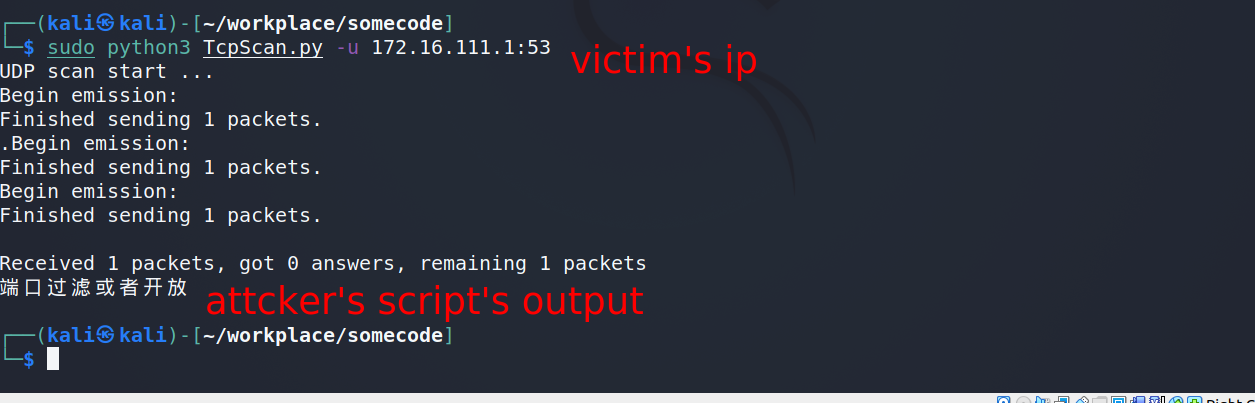 ┌──(kali㉿kali)-[~/workplace/somecode]
└─$ sudo python3 TcpScan.py -u 172.16.111.1:53
victim's ip
UDP scan start ...
Begin emission:
Finished sending 1 packets.
.Begin emission:
Finished sending 1 packets.
Begin emission:
Finished sending 1 packets.
Received 1 packets, got 0 answers, remaining 1 packets
端口过滤或者开放
attcker's script's output
┌──(kali㉿kali)-[~/workplace/somecode]
└─$